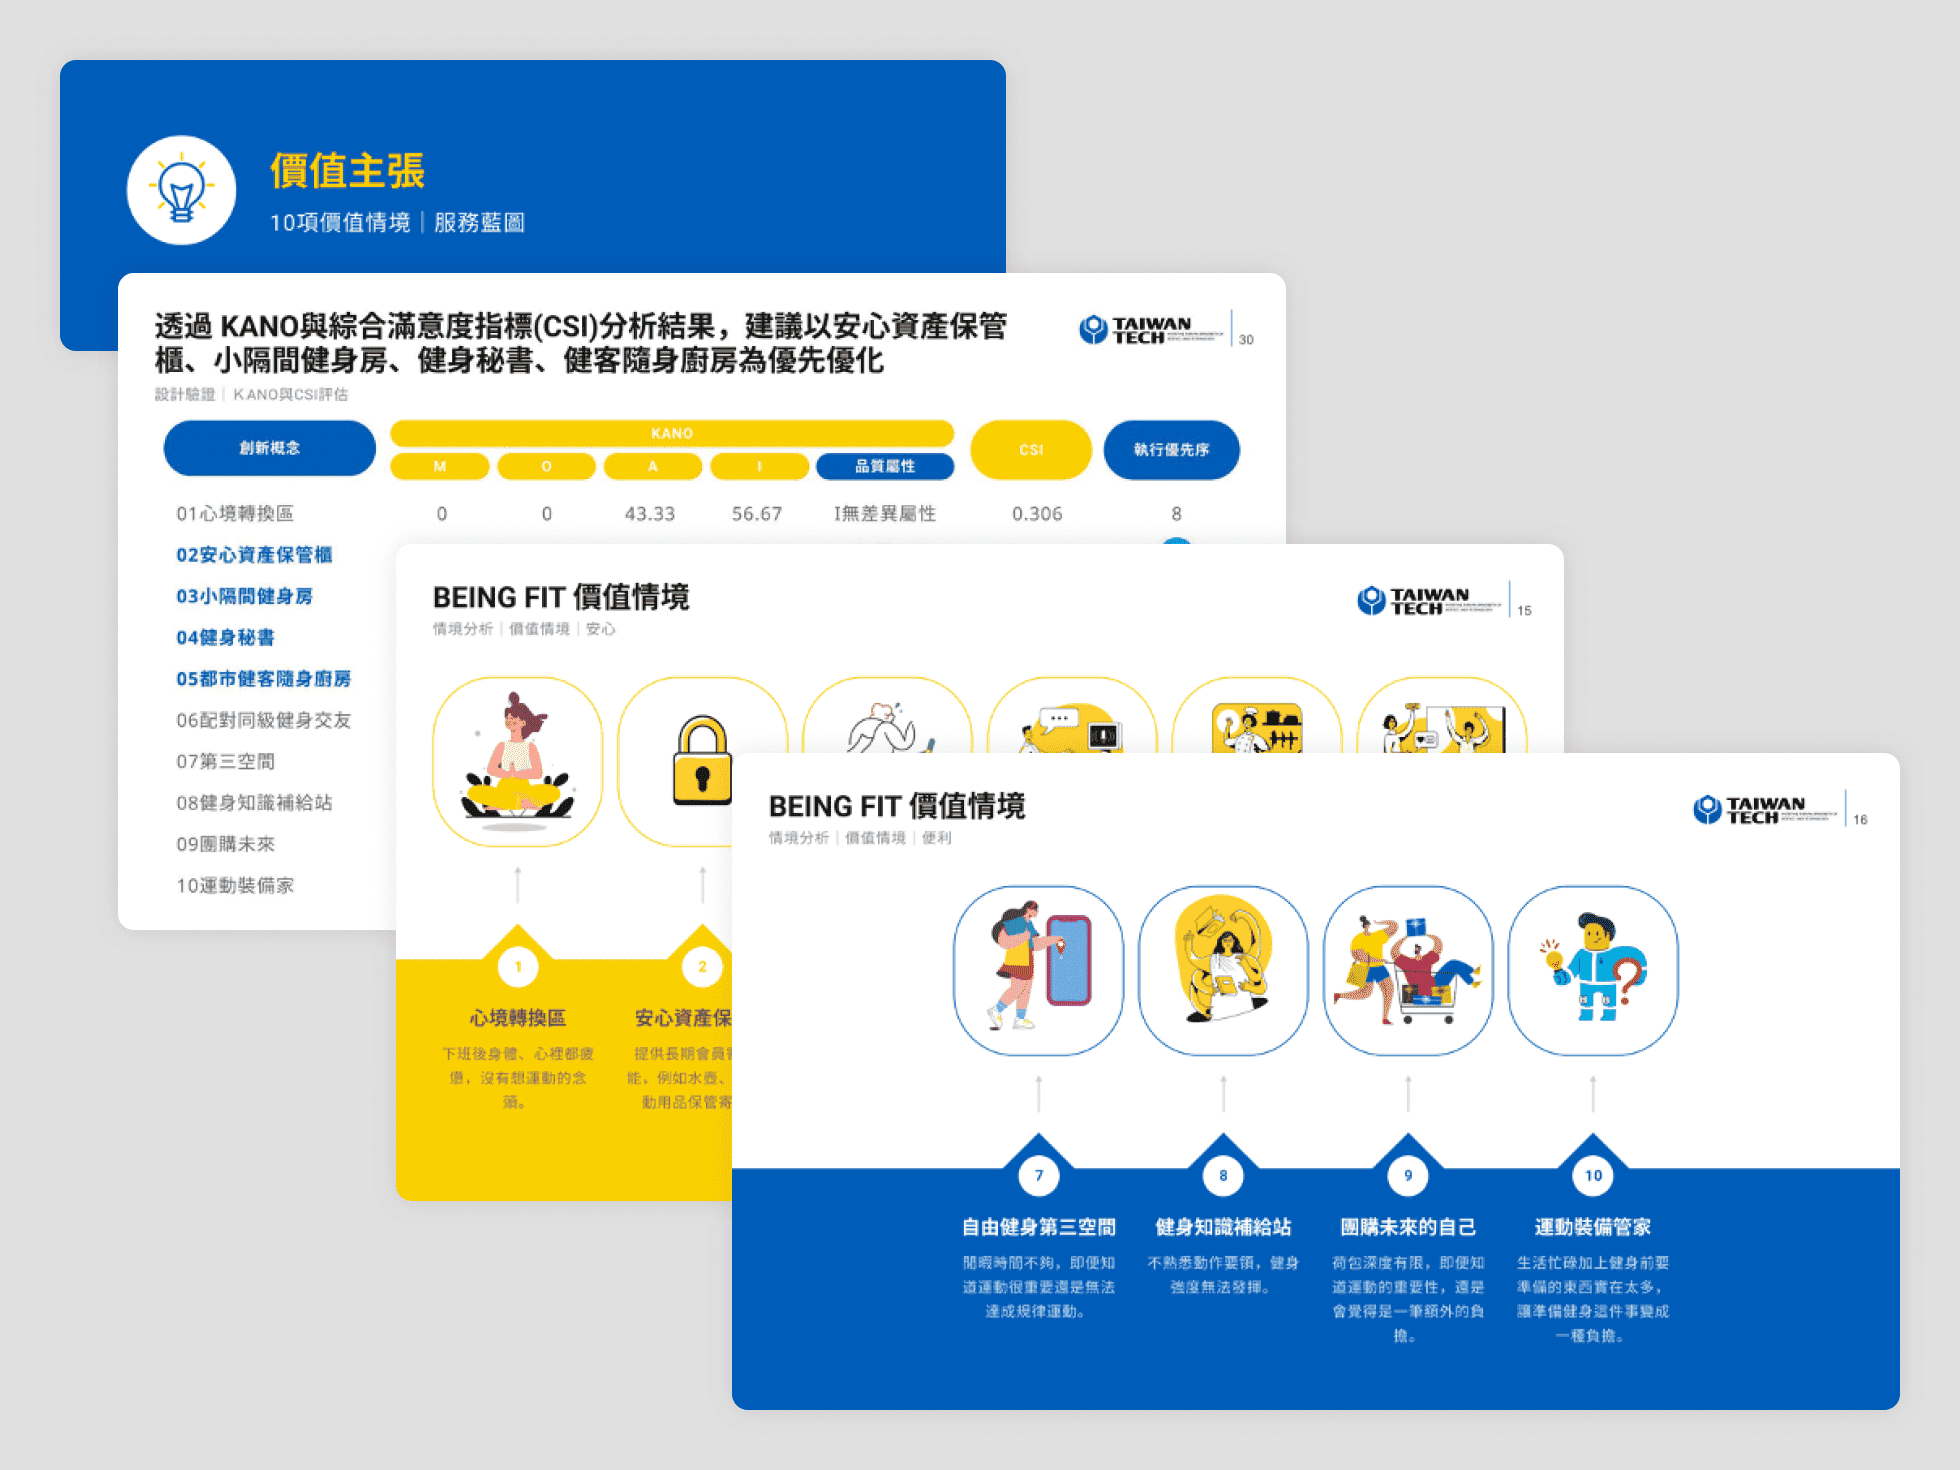 價值主張
10項價值情境｜服務藍圖
透過 KANO與綜合滿意度指標(CSI)分析結果，建議以安心資產保管
櫃、小隔間健身房、健身秘書、健客隨身廚房為優先優化
設計驗證｜KANO與CSI評估
TAIWAN
TECH
30
創新概念
KANO
M O A I 品質屬性
CSI
執行優先序
01心境轉換區 0 0 43.33 56.67 I無差異屬性 0.306 8
02安心資產保管櫃
03小隔間健身房
04健身秘書
05都市健客隨身廚房
06配對同級健身交友
07第三空間
08健身知識補給站
09團購未來
10運動裝備家
BEING FIT 價值情境
情境分析｜價值情境｜安心
TAIWAN
TECH
15
1
心境轉換區
下班後身體、心裡都疲
憊，沒有想運動的念
頭。
2
安心資產保
提供長期會員
能，例如水壺、
動用品保管寄
BEING FIT 價值情境
情境分析｜價值情境｜便利
TAIWAN
TECH
16
7
自由健身第三空間
閒暇時間不夠，即便知
道運動很重要還是無法
達成規律運動。
8
健身知識補給站
不熟悉動作要領，健身
強度無法發揮。
9
團購未來的自己
荷包深度有限，即便知
道運動的重要性，還是
會覺得是一筆額外的負
擔。
10
運動裝備管家
生活忙碌加上健身前要
準備的東西實在太多，
讓準備健身這件事變成
一種負擔。